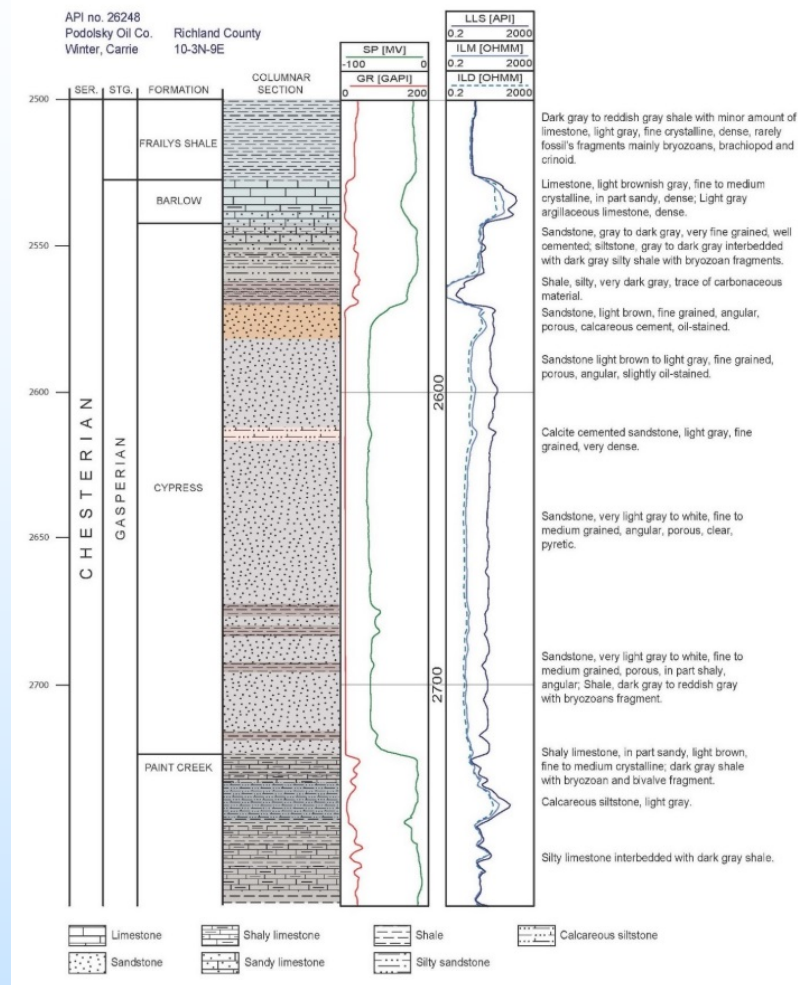 API no. 26248
Podolsky Oil Co. Richland County
Winter, Carrie 10-3N-9E
SER. STG. FORMATION COLUMNAR SECTION
SP [MV]
-100 0
GR [GAPI]
0 200
LLS [API]
0.2 2000
ILM [OHMM]
ILD [OHMM]
0.2 2000
2500
2550
2600
2650
2700
CHESTERIAN
GASPERIAN
FRAILYS SHALE
BARLOW
CYPRESS
PAINT CREEK
2600
2700
Dark gray to reddish gray shale with minor amount of
limestone, light gray, fine crystalline, dense, rarely
fossil's fragments mainly bryozoans, brachiopod and
crinoid.
Limestone, light brownish gray, fine to medium
crystalline, in part sandy, dense; Light gray
argillaceous limestone, dense.
Sandstone, gray to dark gray, very fine grained, well
cemented; siltstone, gray to dark gray interbedded
with dark gray silty shale with bryozoan fragments.
Shale, silty, very dark gray, trace of carbonaceous
material.
Sandstone, light brown, fine grained, angular,
porous, calcareous cement, oil-stained.
Sandstone light brown to light gray, fine grained,
porous, angular, slightly oil-stained.
Calcite cemented sandstone, light gray, fine
grained, very dense.
Sandstone, very light gray to white, fine to
medium grained, angular, porous, clear,
pyretic.
Sandstone, very light gray to white, fine to
medium grained, porous, in part shaly,
angular; Shale, dark gray to reddish gray
with bryozoans fragment.
Shaly limestone, in part sandy, light brown,
fine to medium crystalline; dark gray shale
with bryozoan and bivalve fragment.
Calcareous siltstone, light gray.
Silty limestone interbedded with dark gray shale.
Limestone
Shaly limestone
Shale
Calcareous siltstone
Sandstone
Sandy limestone
Silty sandstone